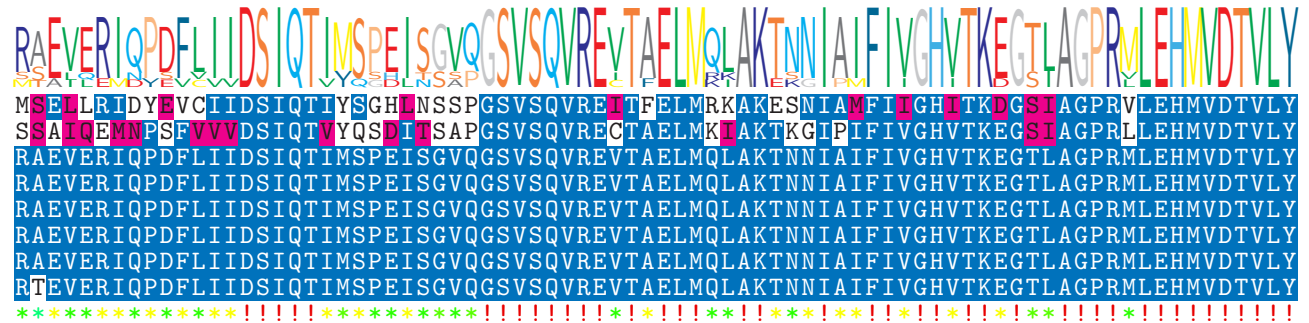 RAEVERIQPDFLIIDSIQTIMSPEISGVQGSVSQVREVTAELMQLAKTNNIAIFIVGHVTKEGTLAGPRMLEHMVDTVLY
MSELLRIDYEVCIIDSIQTIYSGHLNSSPGSVSQVREITFELMRKAKESNIAMFIIGHITKDGSIAGPRVLEHMVDTVLY
SSAIQEMNPSFVVVDSIQTVYQSDITSAPGSVSQVRECTAELMKIAKTKGIPIFIVGHVTKEGSIAGPRLLEHMVDTVLY
RAEVERIQPDFLIIDSIQTIMSPEISGVQGSVSQVREVTAELMQLAKTNNIAIFIVGHVTKEGTLAGPRMLEHMVDTVLY
RAEVERIQPDFLIIDSIQTIMSPEISGVQGSVSQVREVTAELMQLAKTNNIAIFIVGHVTKEGTLAGPRMLEHMVDTVLY
RAEVERIQPDFLIIDSIQTIMSPEISGVQGSVSQVREVTAELMQLAKTNNIAIFIVGHVTKEGTLAGPRMLEHMVDTVLY
RAEVERIQPDFLIIDSIQTIMSPEISGVQGSVSQVREVTAELMQLAKTNNIAIFIVGHVTKEGTLAGPRMLEHMVDTVLY
RAEVERIQPDFLIIDSIQTIMSPEISGVQGSVSQVREVTAELMQLAKTNNIAIFIVGHVTKEGTLAGPRMLEHMVDTVLY
RTEVERIQPDFLIIDSIQTIMSPEISGVQGSVSQVREVTAELMQLAKTNNIAIFIVGHVTKEGTLAGPRMLEHMVDTVLY
**************!!!!!**********!!!!!!!!*!*!!!**!!***!**!!*!!*!!*!**!!!!*!!!!!!!!!!